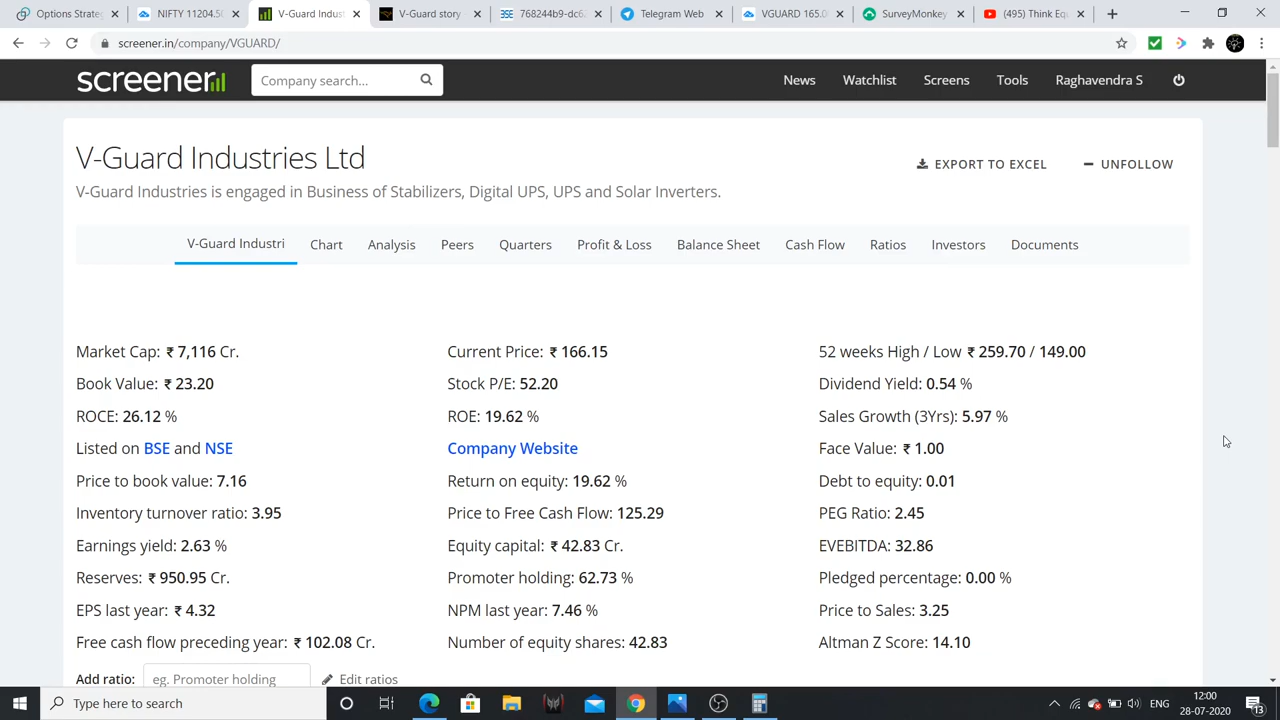 Options Strate
NIFTY 11204.5
V-Guard Indust
V-Guard story
768244b9-dc6
Telegram Web
VGUARD 165
SurveyMonkey
(495) Think Eq
screener.in/company/VGUARD/
screener
Company search...
News
Watchlist
Screens
Tools
Raghavendra S
V-Guard Industries Ltd
EXPORT TO EXCEL
UNFOLLOW
V-Guard Industries is engaged in Business of Stabilizers, Digital UPS, UPS and Solar Inverters.
V-Guard Industri
Chart
Analysis
Peers
Quarters
Profit & Loss
Balance Sheet
Cash Flow
Ratios
Investors
Documents
Market Cap: ₹ 7,116 Cr.
Current Price: ₹ 166.15
52 weeks High / Low ₹ 259.70 / 149.00
Book Value: ₹ 23.20
Stock P/E: 52.20
Dividend Yield: 0.54 %
ROCE: 26.12 %
ROE: 19.62 %
Sales Growth (3Yrs): 5.97 %
Listed on BSE and NSE
Company Website
Face Value: ₹ 1.00
Price to book value: 7.16
Return on equity: 19.62 %
Debt to equity: 0.01
Inventory turnover ratio: 3.95
Price to Free Cash Flow: 125.29
PEG Ratio: 2.45
Earnings yield: 2.63 %
Equity capital: ₹ 42.83 Cr.
EVEBITDA: 32.86
Reserves: ₹ 950.95 Cr.
Promoter holding: 62.73 %
Pledged percentage: 0.00 %
EPS last year: ₹ 4.32
NPM last year: 7.46 %
Price to Sales: 3.25
Free cash flow preceding year: ₹ 102.08 Cr.
Number of equity shares: 42.83
Altman Z Score: 14.10
Add ratio:
eg. Promoter holding
Edit ratios
Type here to search
ENG
12:00
28-07-2020
13